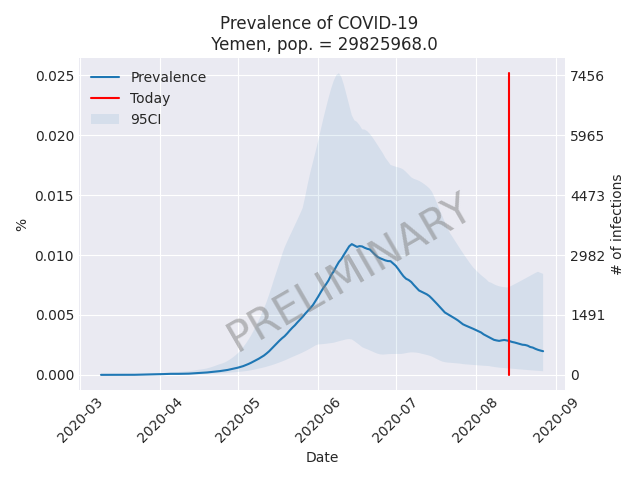 Prevalence of COVID-19
Yemen, pop. = 29825968.0
Prevalence
Today
95CI
PRELIMINARY
%
0.025
0.020
0.015
0.010
0.005
0.000
7456
5965
4473
2982
1491
0
# of infections
2020-03
2020-04
2020-05
2020-06
2020-07
2020-08
2020-09
Date